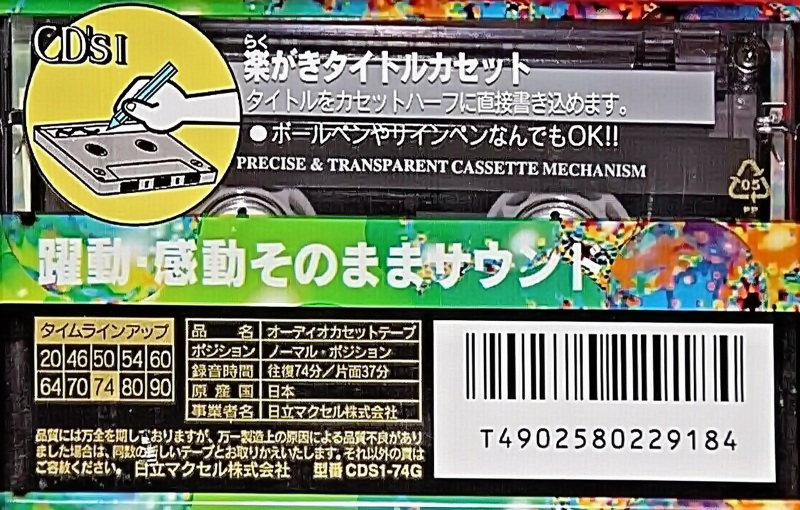 CD'sI
らく
楽がきタイトルカセット
タイトルをカセットハーフに直接書き込めます。
●ボールペンやサインペンなんでもOK!!
PRECISE & TRANSPARENT CASSETTE MECHANISM
05
PP
躍動・感動そのままサウンド
タイムラインアップ
20 46 50 54 60
64 70 74 80 90
品名 オーディオカセットテープ
ポジション ノーマル・ポジション
録音時間 往復74分/片面37分
原産国 日本
事業者名 日立マクセル株式会社
品質には万全を期しておりますが、万一製造上の原因による品質不良があり
ました場合は、同数の新しいテープとお取りかえいたします。それ以外の責は
ご容赦ください。 日立マクセル株式会社 型番 CDS1-74G
T4902580229184